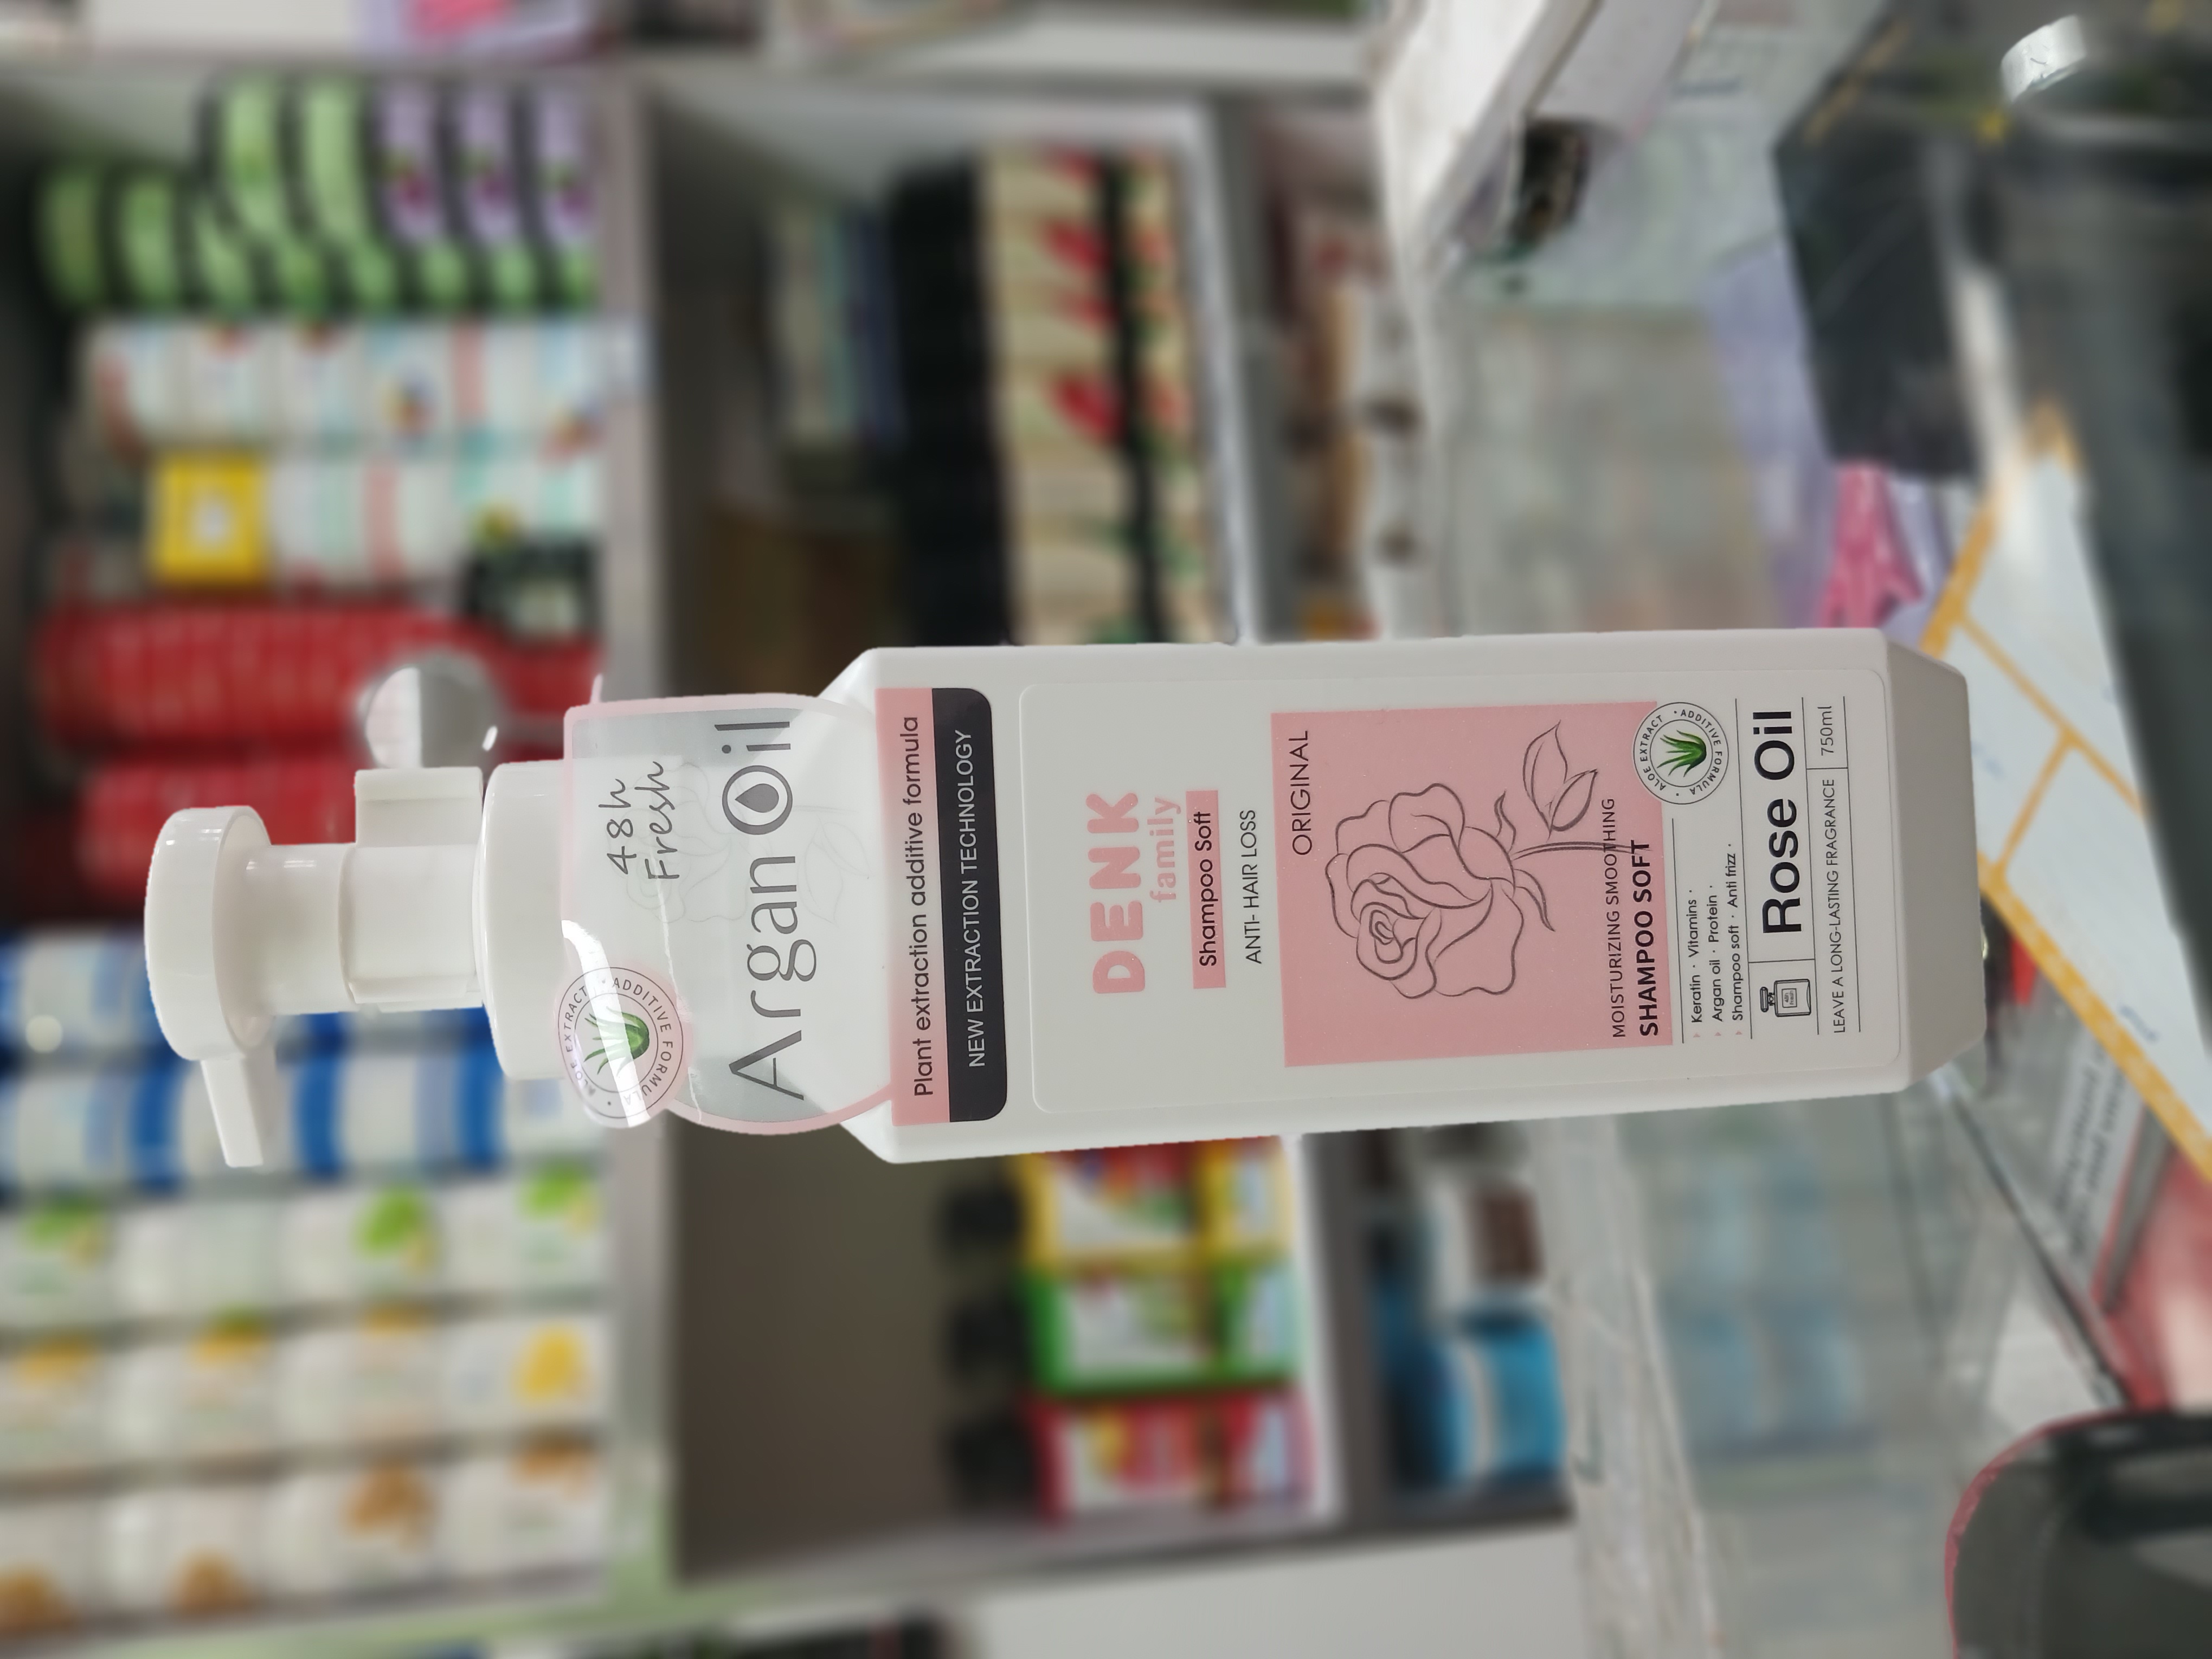 48h
Fresh
Argan Oil
ALOE EXTRACT · ADDITIVE FORMULA ·
Plant extraction additive formula
NEW EXTRACTION TECHNOLOGY
DENK
family
Shampoo Soft
ANTI- HAIR LOSS
ORIGINAL
MOISTURIZING SMOOTHING
SHAMPOO SOFT
· Keratin · Vitamins ·
· Argan oil · Protein ·
· Shampoo soft · Anti frizz ·
ALOE EXTRACT · ADDITIVE FORMULA ·
Rose Oil
LEAVE A LONG-LASTING FRAGRANCE
750ml